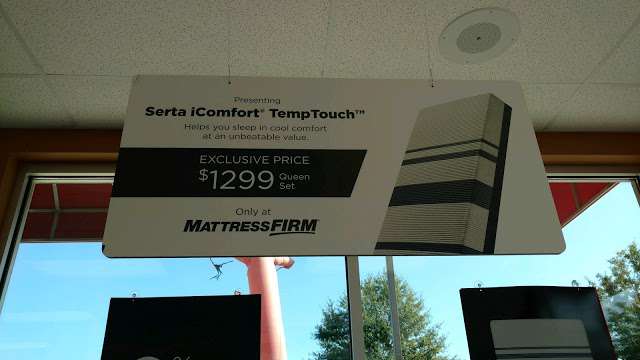 Presenting
Serta iComfort® TempTouch™
Helps you sleep in cool comfort
at an unbeatable value.
EXCLUSIVE PRICE
$1299 Queen Set
Only at
MATTRESSFIRM